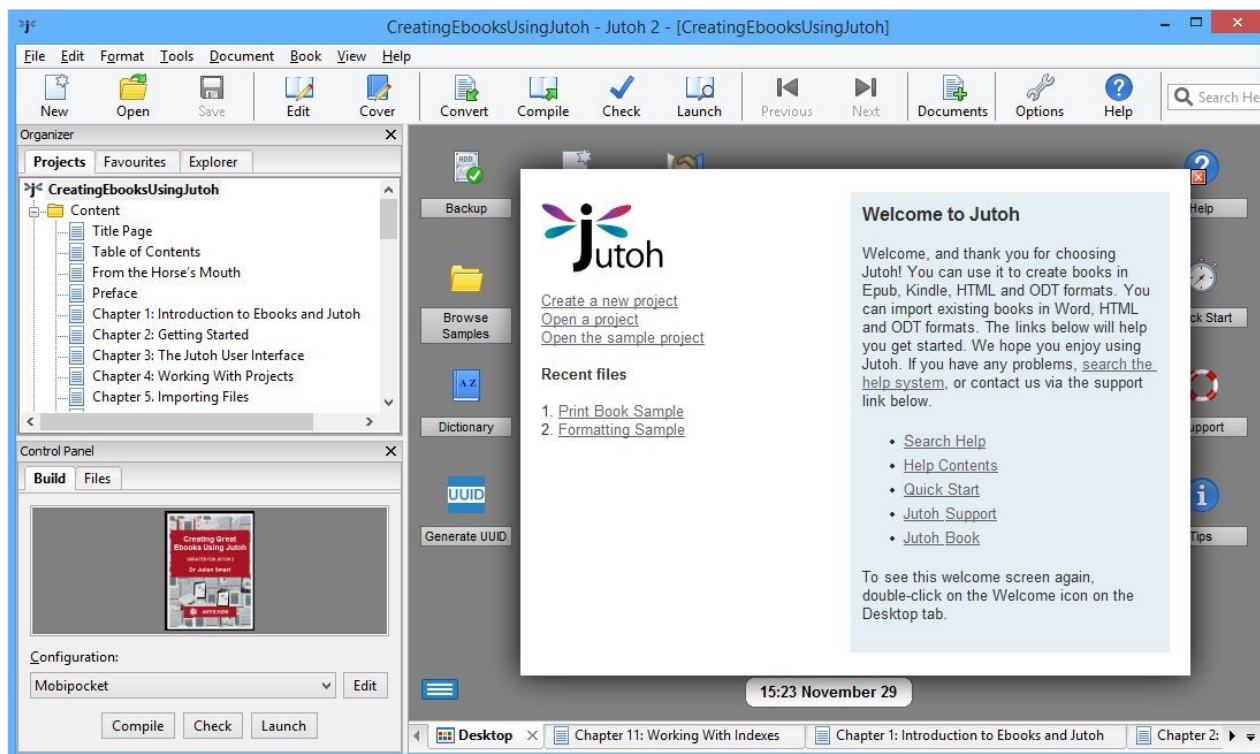 CreatingEbooksUsingJutoh - Jutoh 2 - [CreatingEbooksUsingJutoh]
File Edit Format Tools Document Book View Help
New Open Save Edit Cover Convert Compile Check Launch Previous Next Documents Options Help Search He
Organizer
Projects Favourites Explorer
CreatingEbooksUsingJutoh
Content
Title Page
Table of Contents
From the Horse's Mouth
Preface
Chapter 1: Introduction to Ebooks and Jutoh
Chapter 2: Getting Started
Chapter 3: The Jutoh User Interface
Chapter 4: Working With Projects
Chapter 5. Importing Files
Control Panel
Build Files
Creating Great
Ebooks Using Jutoh
UPDATED FOR JUTOH 2
Dr Julian Smart
ANTHEMION
Configuration:
Mobipocket Edit
Compile Check Launch
HDD
Backup
Browse
Samples
A Z
Dictionary
UUID
Generate UUID
Jutoh
Create a new project
Open a project
Open the sample project
Recent files
1. Print Book Sample
2. Formatting Sample
Welcome to Jutoh
Welcome, and thank you for choosing
Jutoh! You can use it to create books in
Epub, Kindle, HTML and ODT formats. You
can import existing books in Word, HTML
and ODT formats. The links below will help
you get started. We hope you enjoy using
Jutoh. If you have any problems, search the
help system, or contact us via the support
link below.
• Search Help
• Help Contents
• Quick Start
• Jutoh Support
• Jutoh Book
To see this welcome screen again,
double-click on the Welcome icon on the
Desktop tab.
Help
ck Start
upport
Tips
15:23 November 29
Desktop Chapter 11: Working With Indexes Chapter 1: Introduction to Ebooks and Jutoh Chapter 2: